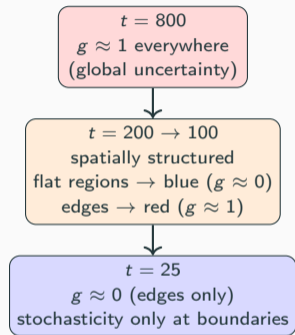 t = 800
g ≈ 1 everywhere
(global uncertainty)
t = 200 → 100
spatially structured
flat regions → blue (g ≈ 0)
edges → red (g ≈ 1)
t = 25
g ≈ 0 (edges only)
stochasticity only at boundaries